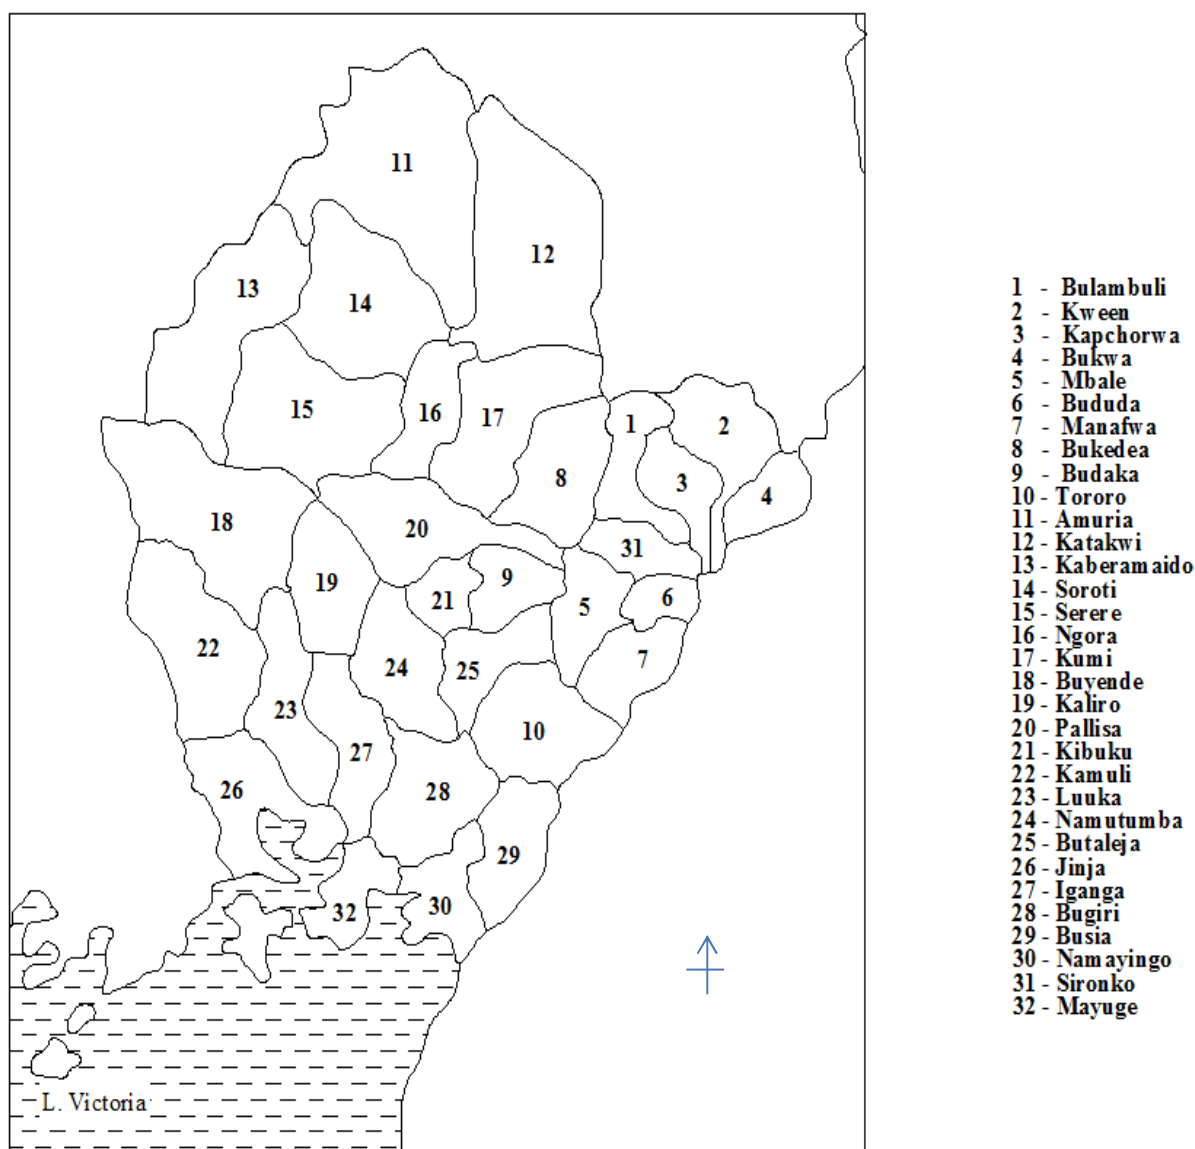 11
12
13
14
15
16
17
1
2
3
4
8
18
20
31
19
9
21
5
6
22
24
25
7
23
10
27
26
28
29
32
30
L. Victoria
1 - Bulambuli
2 - Kween
3 - Kapchorwa
4 - Bukwa
5 - Mbale
6 - Bududa
7 - Manafwa
8 - Bukedea
9 - Budaka
10 - Tororo
11 - Amuria
12 - Katakwi
13 - Kaberamaido
14 - Soroti
15 - Serere
16 - Ngora
17 - Kumi
18 - Buyende
19 - Kaliro
20 - Pallisa
21 - Kibuku
22 - Kamuli
23 - Luuka
24 - Namutumba
25 - Butaleja
26 - Jinja
27 - Iganga
28 - Bugiri
29 - Busia
30 - Namayingo
31 - Sironko
32 - Mayuge